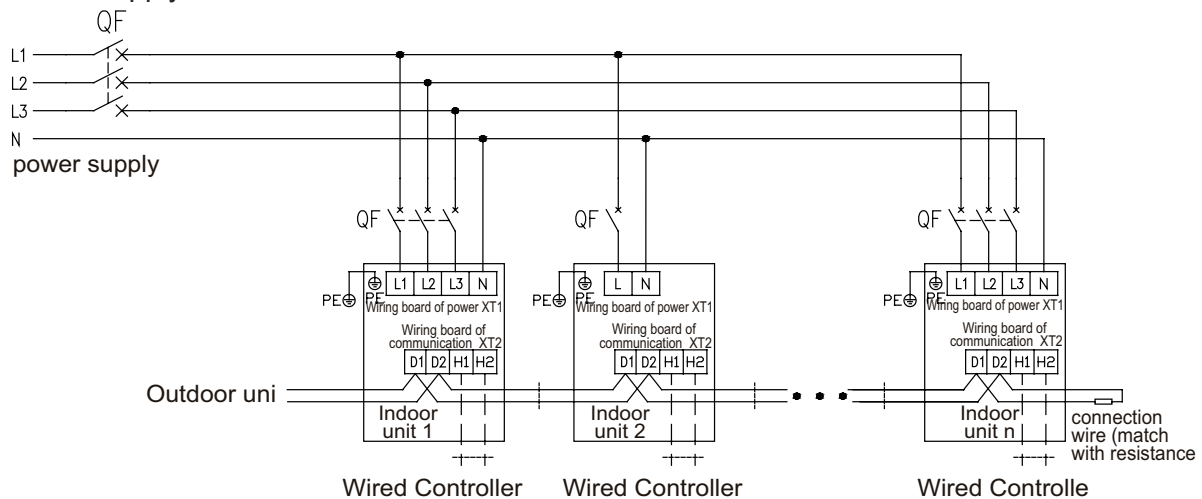 QF
L1
L2
L3
N
power supply
QF
QF
QF
PE
PE
L1 L2 L3 N
Wiring board of power XT1
Wiring board of
communication XT2
D1 D2 H1 H2
PE
PE
L N
Wiring board of power XT1
Wiring board of
communication XT2
D1 D2 H1 H2
PE
PE
L1 L2 L3 N
Wiring board of power XT1
Wiring board of
communication XT2
D1 D2 H1 H2
Outdoor uni
Indoor
unit 1
Indoor
unit 2
Indoor
unit n
connection
wire (match
with resistance
Wired Controller
Wired Controller
Wired Controlle